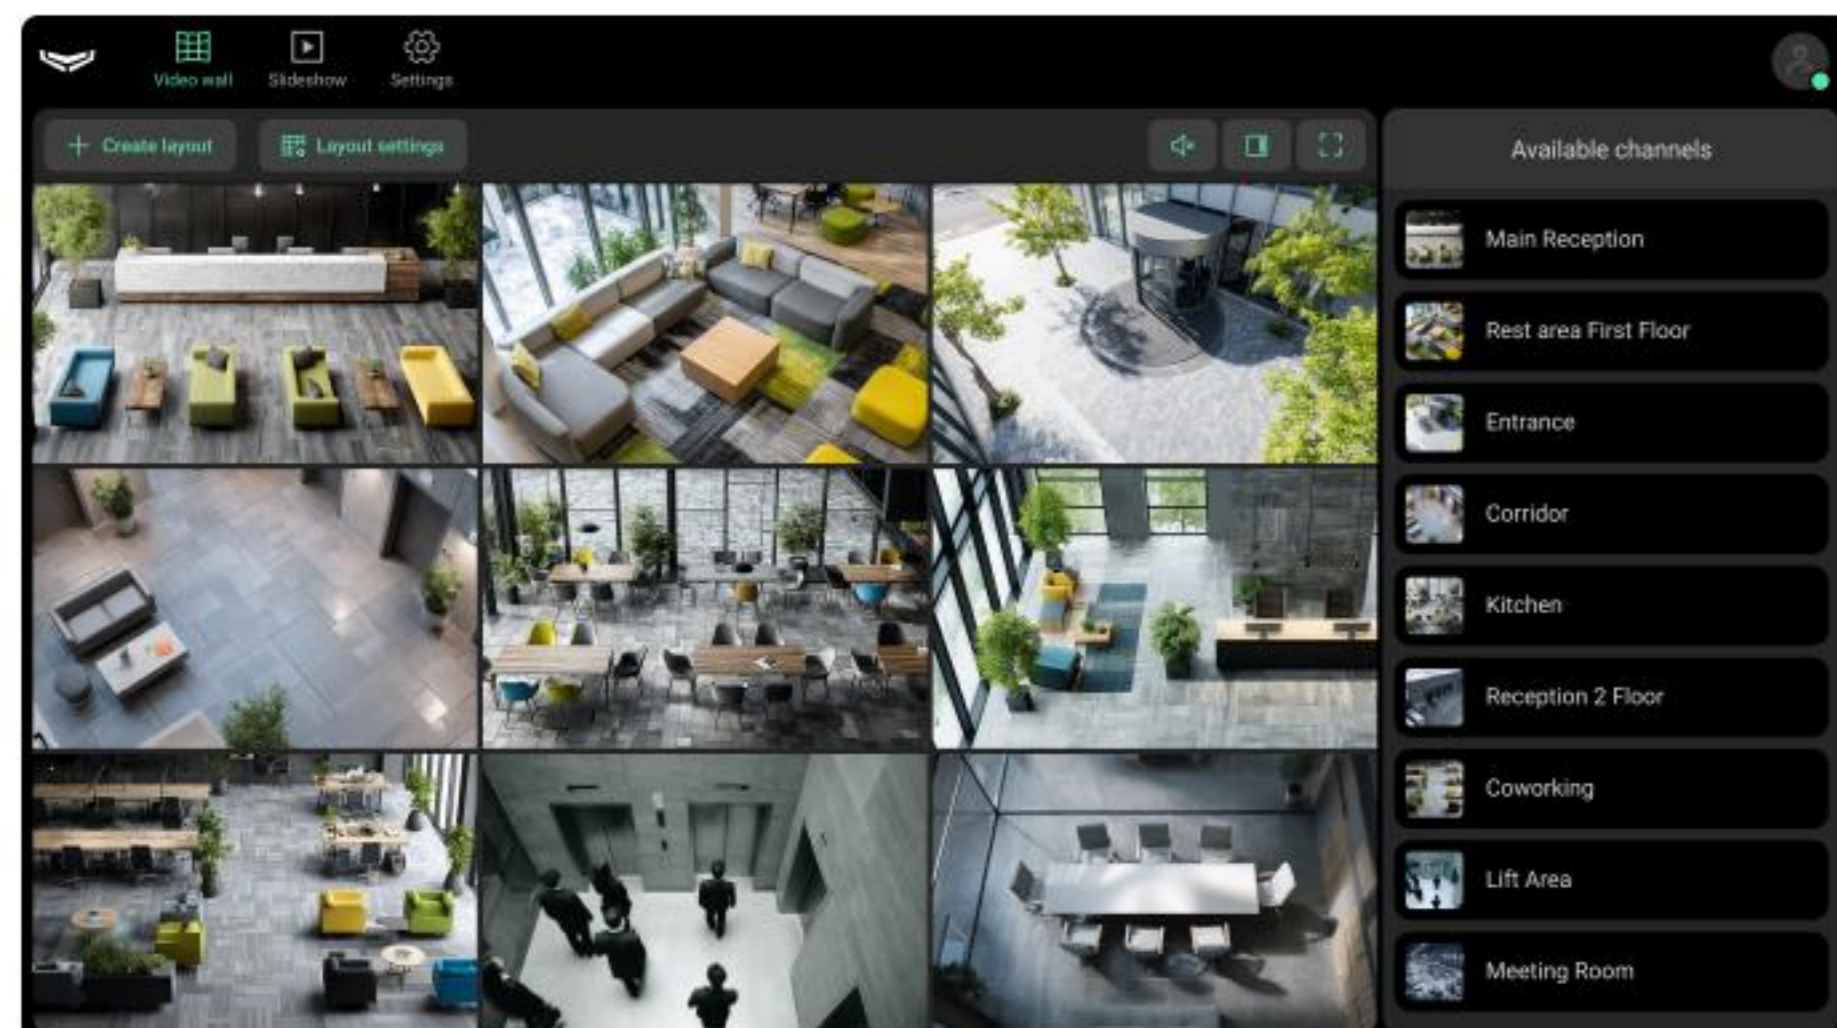 Video wall
Slideshow
Settings
Create layout
Layout settings
Available channels
Main Reception
Rest area First Floor
Entrance
Corridor
Kitchen
Reception 2 Floor
Coworking
Lift Area
Meeting Room